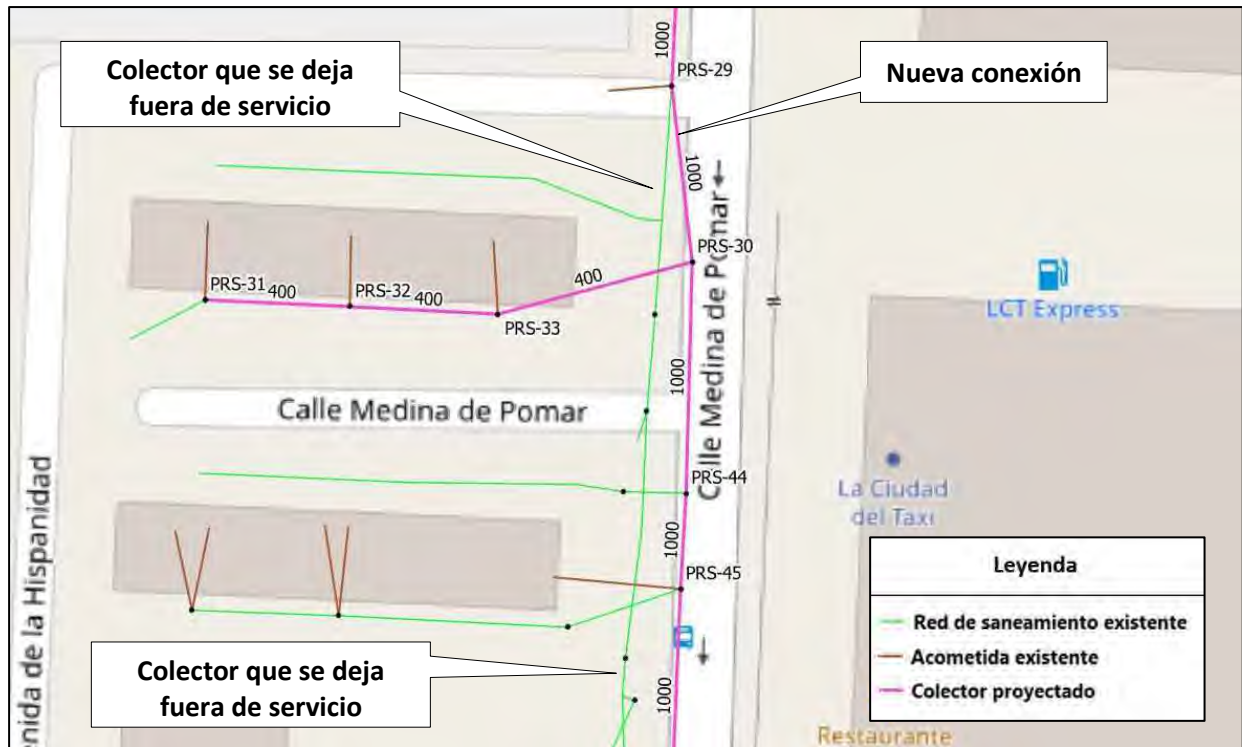 1000
PRS-29
Colector que se deja
fuera de servicio
Nueva conexión
1000
Calle Medina de Pomar
PRS-30
400
PRS-31
400
PRS-32
400
PRS-33
LCT Express
1000
Calle Medina de Pomar
PRS-44
La Ciudad
del Taxi
1000
PRS-45
enida de la Hispanidad
Leyenda
Red de saneamiento existente
Acometida existente
Colector proyectado
Colector que se deja
fuera de servicio
1000
Restaurante